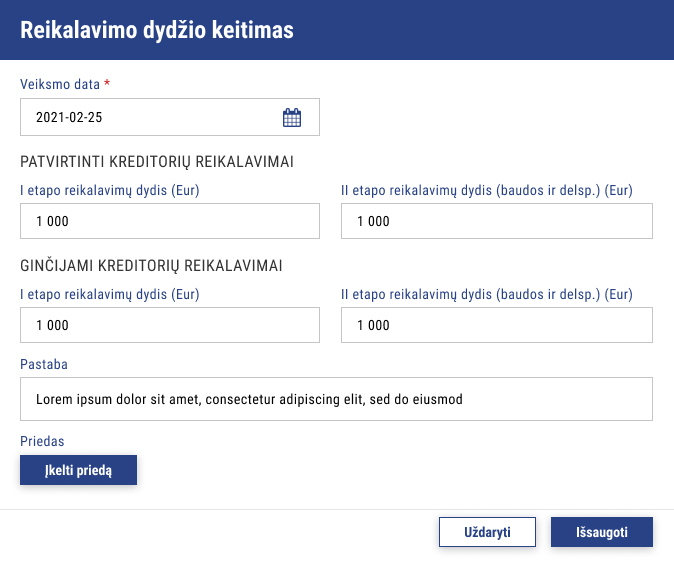 Reikalavimo dydžio keitimas
Veiksmo data *
2021-02-25
PATVIRTINTI KREDITORIŲ REIKALAVIMAI
I etapo reikalavimų dydis (Eur)
II etapo reikalavimų dydis (baudos ir delsp.) (Eur)
1 000
1 000
GINČIJAMI KREDITORIŲ REIKALAVIMAI
I etapo reikalavimų dydis (Eur)
II etapo reikalavimų dydis (baudos ir delsp.) (Eur)
1 000
1 000
Pastaba
Lorem ipsum dolor sit amet, consectetur adipiscing elit, sed do eiusmod
Priedas
Įkelti priedą
Uždaryti
Išsaugoti